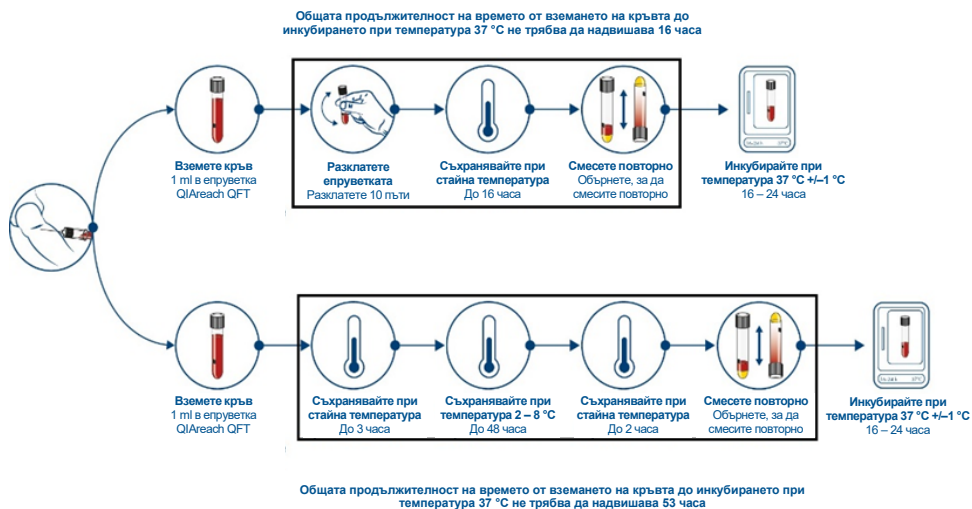 Общата продължителност на времето от вземането на кръвта до
инкубирането при температура 37 °C не трябва да надвишава 16 часа
Вземете кръв
1 ml в епруветка
QIAreach QFT
Разклатете
епруветката
Разклатете 10 пъти
Съхранявайте при
стайна температура
До 16 часа
Смесете повторно
Обърнете, за да
смесите повторно
Инкубирайте при
температура 37 °C +/–1 °C
16 – 24 часа
Вземете кръв
1 ml в епруветка
QIAreach QFT
Съхранявайте при
стайна температура
До 3 часа
Съхранявайте при
температура 2 – 8 °C
До 48 часа
Съхранявайте при
стайна температура
До 2 часа
Смесете повторно
Обърнете, за да
смесите повторно
Инкубирайте при
температура 37 °C +/–1 °C
16 – 24 часа
Общата продължителност на времето от вземането на кръвта до инкубирането при
температура 37 °C не трябва да надвишава 53 часа